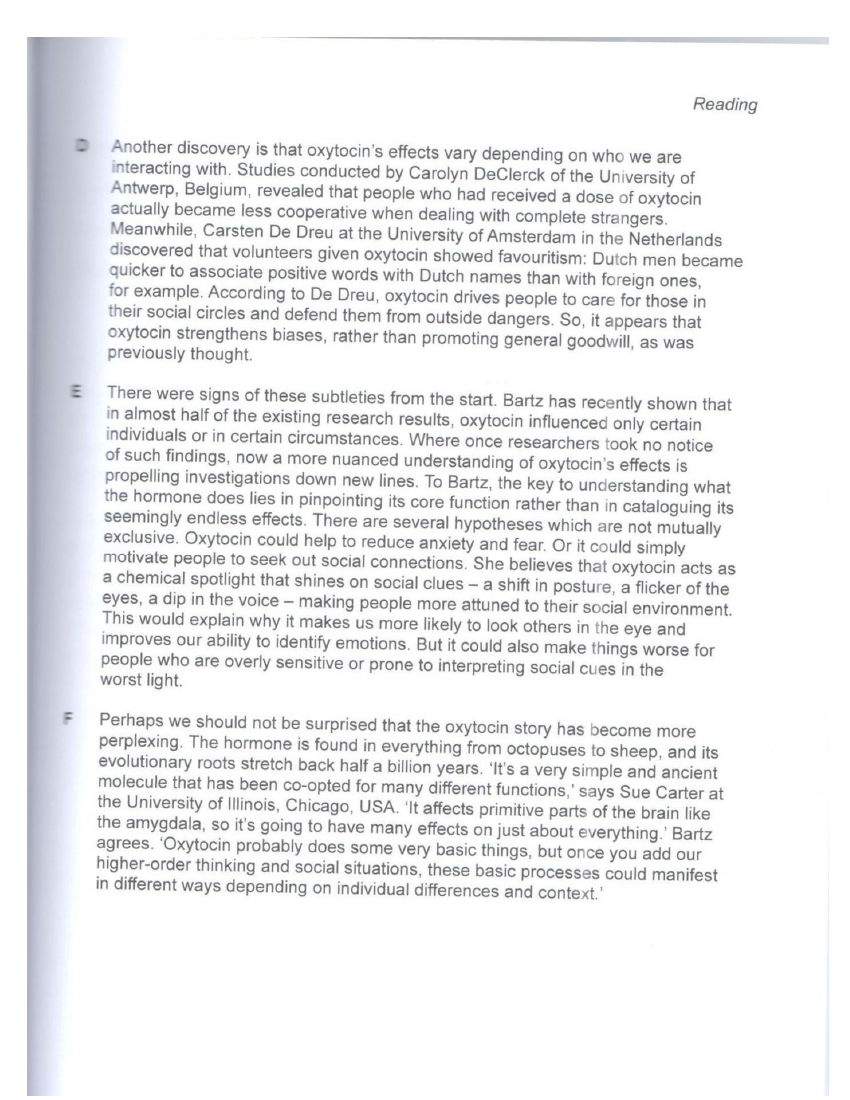 Reading
D Another discovery is that oxytocin's effects vary depending on who we are
interacting with. Studies conducted by Carolyn DeClerck of the University of
Antwerp, Belgium, revealed that people who had received a dose of oxytocin
actually became less cooperative when dealing with complete strangers.
Meanwhile, Carsten De Dreu at the University of Amsterdam in the Netherlands
discovered that volunteers given oxytocin showed favouritism: Dutch men became
quicker to associate positive words with Dutch names than with foreign ones,
for example. According to De Dreu, oxytocin drives people to care for those in
their social circles and defend them from outside dangers. So, it appears that
oxytocin strengthens biases, rather than promoting general goodwill, as was
previously thought.
E There were signs of these subtleties from the start. Bartz has recently shown that
in almost half of the existing research results, oxytocin influenced only certain
individuals or in certain circumstances. Where once researchers took no notice
of such findings, now a more nuanced understanding of oxytocin's effects is
propelling investigations down new lines. To Bartz, the key to understanding what
the hormone does lies in pinpointing its core function rather than in cataloguing its
seemingly endless effects. There are several hypotheses which are not mutually
exclusive. Oxytocin could help to reduce anxiety and fear. Or it could simply
motivate people to seek out social connections. She believes that oxytocin acts as
a chemical spotlight that shines on social clues – a shift in posture, a flicker of the
eyes, a dip in the voice – making people more attuned to their social environment.
This would explain why it makes us more likely to look others in the eye and
improves our ability to identify emotions. But it could also make things worse for
people who are overly sensitive or prone to interpreting social cues in the
worst light.
F Perhaps we should not be surprised that the oxytocin story has become more
perplexing. The hormone is found in everything from octopuses to sheep, and its
evolutionary roots stretch back half a billion years. 'It's a very simple and ancient
molecule that has been co-opted for many different functions,' says Sue Carter at
the University of Illinois, Chicago, USA. 'It affects primitive parts of the brain like
the amygdala, so it's going to have many effects on just about everything.' Bartz
agrees. 'Oxytocin probably does some very basic things, but once you add our
higher-order thinking and social situations, these basic processes could manifest
in different ways depending on individual differences and context.'